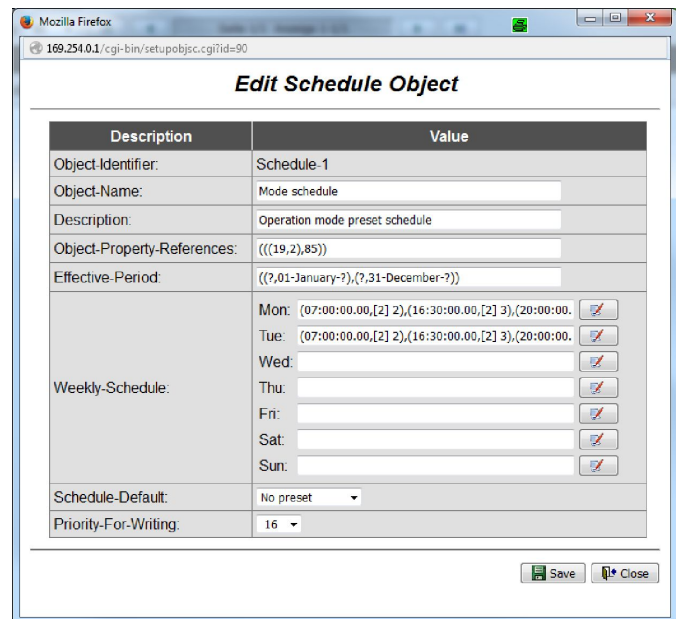 Mozilla Firefox
169.254.0.1/cgi-bin/setupobjsc.cgi?id=90
Edit Schedule Object
Description Value
Object-Identifier: Schedule-1
Object-Name: Mode schedule
Description: Operation mode preset schedule
Object-Property-References: (((19,2),85))
Effective-Period: ((?,01-January-?),(?,31-December-?))
Weekly-Schedule:
Mon: (07:00:00.00,[2] 2),(16:30:00.00,[2] 3),(20:00:00.
Tue: (07:00:00.00,[2] 2),(16:30:00.00,[2] 3),(20:00:00.
Wed:
Thu:
Fri:
Sat:
Sun:
Schedule-Default: No preset
Priority-For-Writing: 16
Save Close